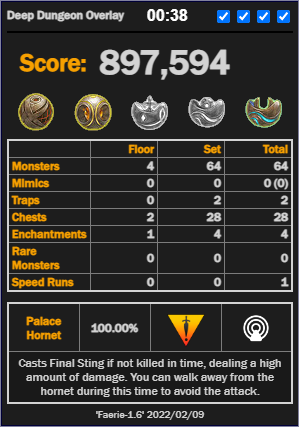 Deep Dungeon Overlay 00:38
Score: 897,594
Floor Set Total
Monsters 4 64 64
Mimics 0 0 0 (0)
Traps 0 2 2
Chests 2 28 28
Enchantments 1 4 4
Rare
Monsters 0 0 0
Speed Runs 0 0 1
Palace
Hornet 100.00%
Casts Final Sting if not killed in time, dealing a high
amount of damage. You can walk away from the
hornet during this time to avoid the attack.
'Faerie-1.6' 2022/02/09